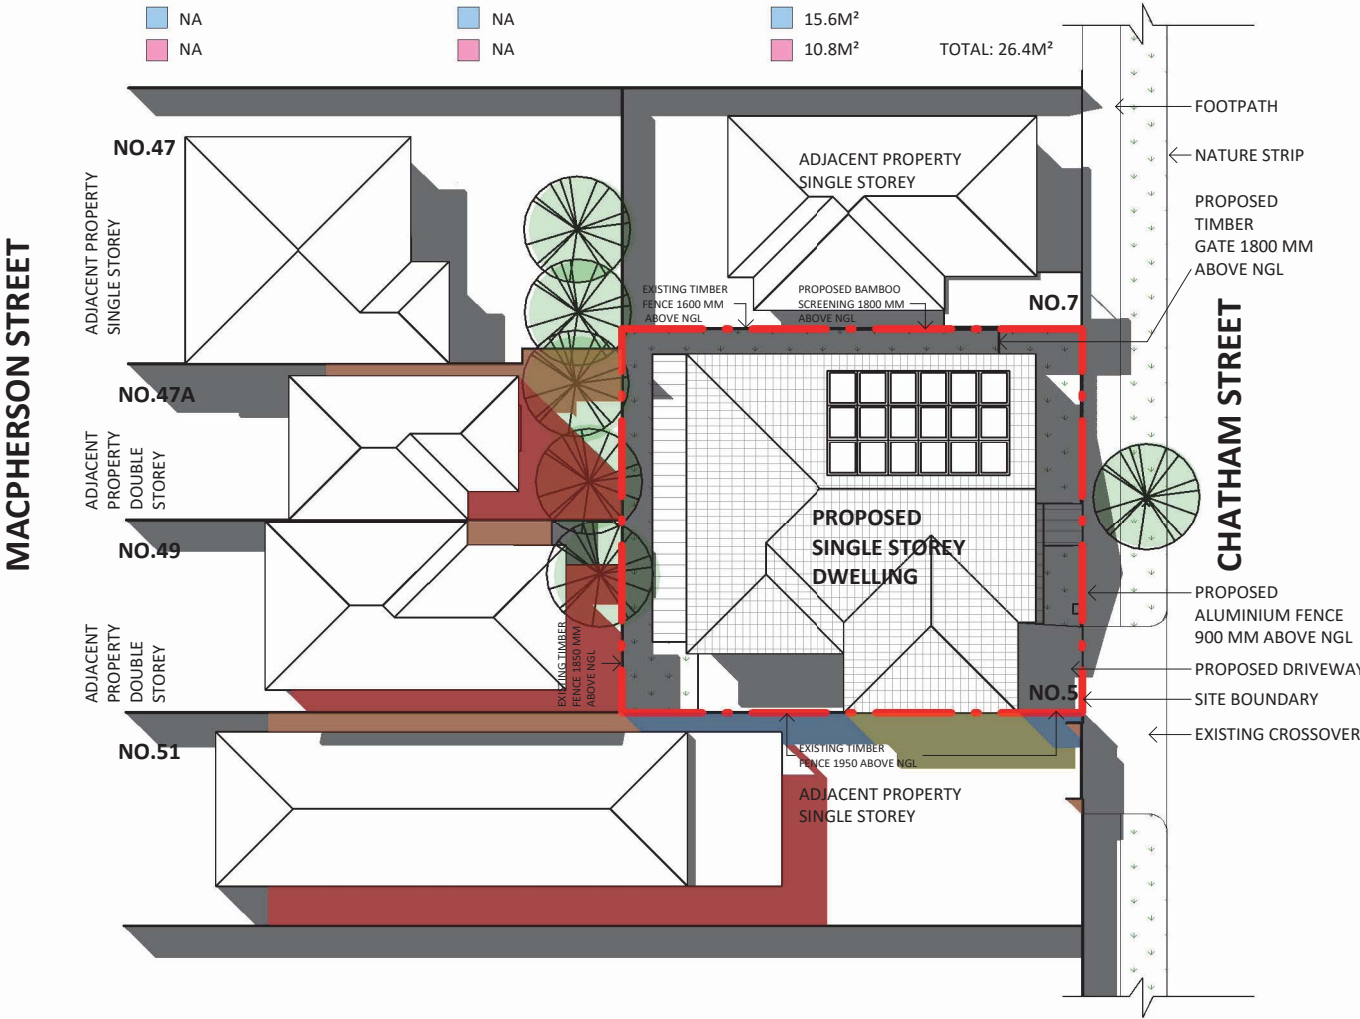 NA
NA
15.6M²
NA
NA
10.8M²
TOTAL: 26.4M²
MACPHERSON STREET
NO.47
ADJACENT PROPERTY
SINGLE STOREY
NO.47A
ADJACENT
PROPERTY
DOUBLE
STOREY
NO.49
ADJACENT
PROPERTY
DOUBLE
STOREY
NO.51
ADJACENT PROPERTY
SINGLE STOREY
EXISTING TIMBER
FENCE 1600 MM
ABOVE NGL
PROPOSED BAMBOO
SCREENING 1800 MM
ABOVE NGL
NO.7
PROPOSED
SINGLE STOREY
DWELLING
EXISTING TIMBER
FENCE 1850 MM
ABOVE NGL
NO.5
EXISTING TIMBER
FENCE 1950 ABOVE NGL
ADJACENT PROPERTY
SINGLE STOREY
FOOTPATH
NATURE STRIP
PROPOSED
TIMBER
GATE 1800 MM
ABOVE NGL
CHATHAM STREET
PROPOSED
ALUMINIUM FENCE
900 MM ABOVE NGL
PROPOSED DRIVEWAY
SITE BOUNDARY
EXISTING CROSSOVER